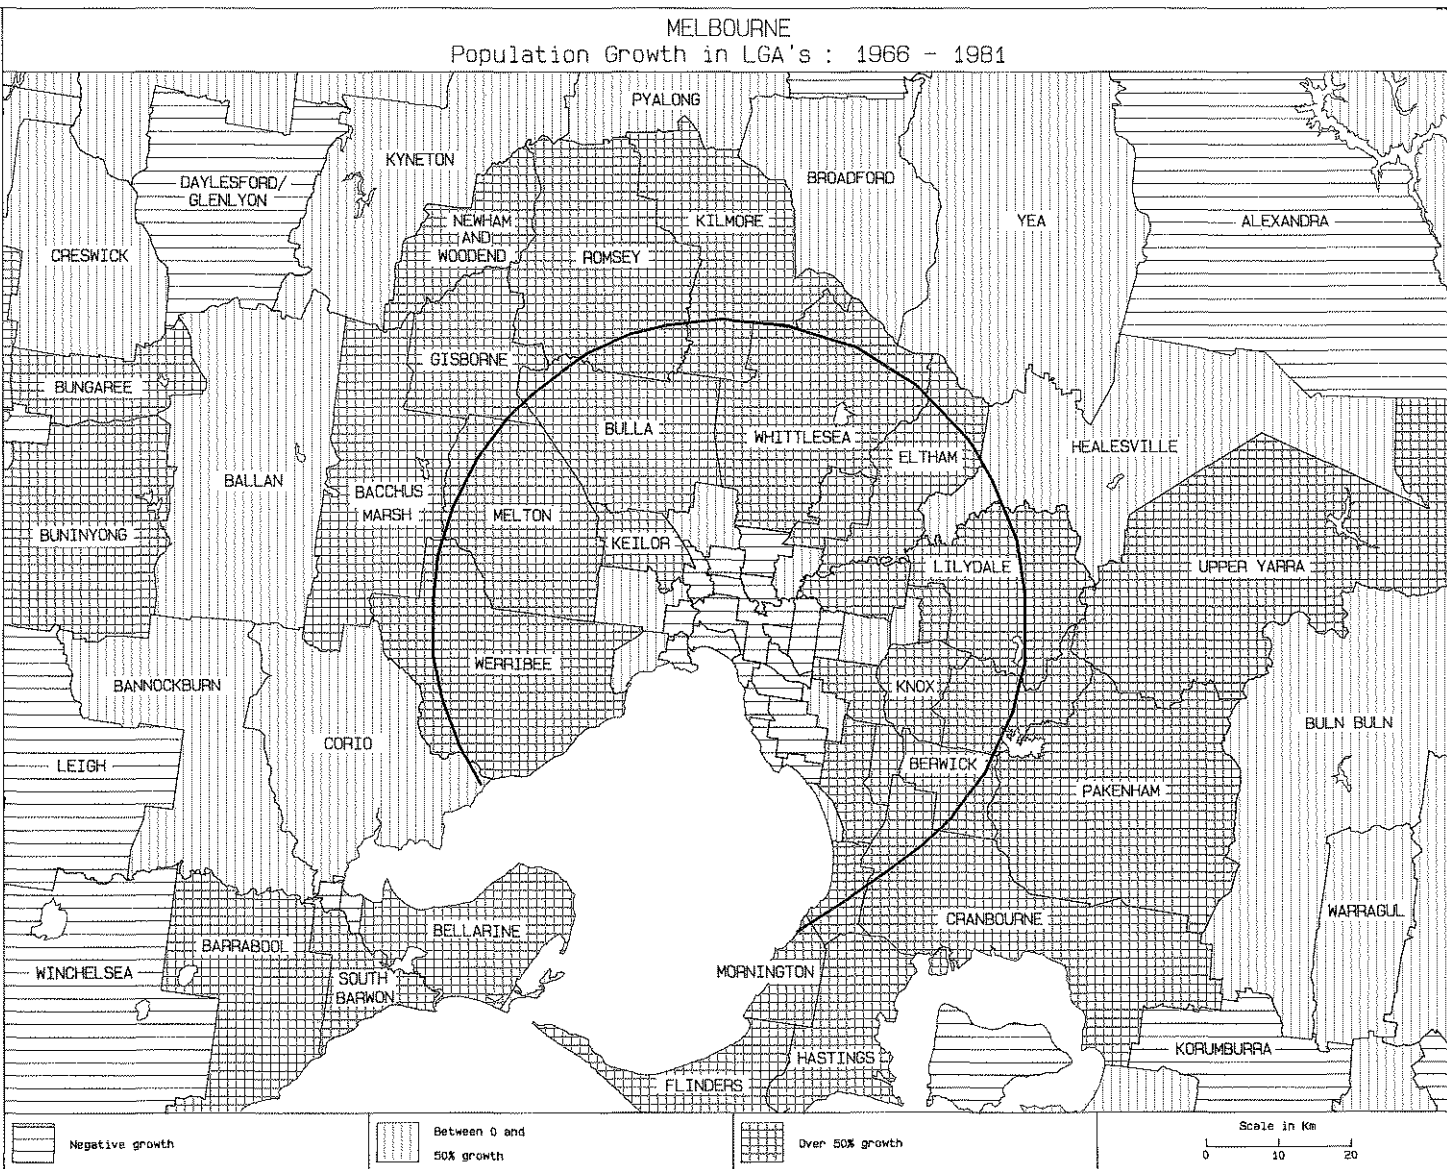 MELBOURNE
Population Growth in LGA's : 1966 - 1981
PYALONG
KYNETON
BROADFORD
DAYLESFORD/
GLENLYON
NEWHAM
AND
WOODEND
KILMORE
YEA
ALEXANDRA
CRESWICK
ROMSEY
GISBORNE
BUNGAREE
BULLA
WHITTLESEA
ELTHAM
HEALESVILLE
BALLAN
BACCHUS
MARSH
MELTON
BUNINYONG
KEILOR
LILYDALE
UPPER YARRA
WERRIBEE
BANNOCKBURN
KNOX
BULN BULN
CORIO
LEIGH
BERWICK
PAKENHAM
WARRAGUL
CRANBOURNE
BELLARINE
BARRABOOL
WINCHELSEA
MORNINGTON
SOUTH
BARWON
KORUMBURRA
HASTINGS
FLINDERS
Negative growth
Between 0 and
50% growth
Over 50% growth
Scale in Km
0 10 20